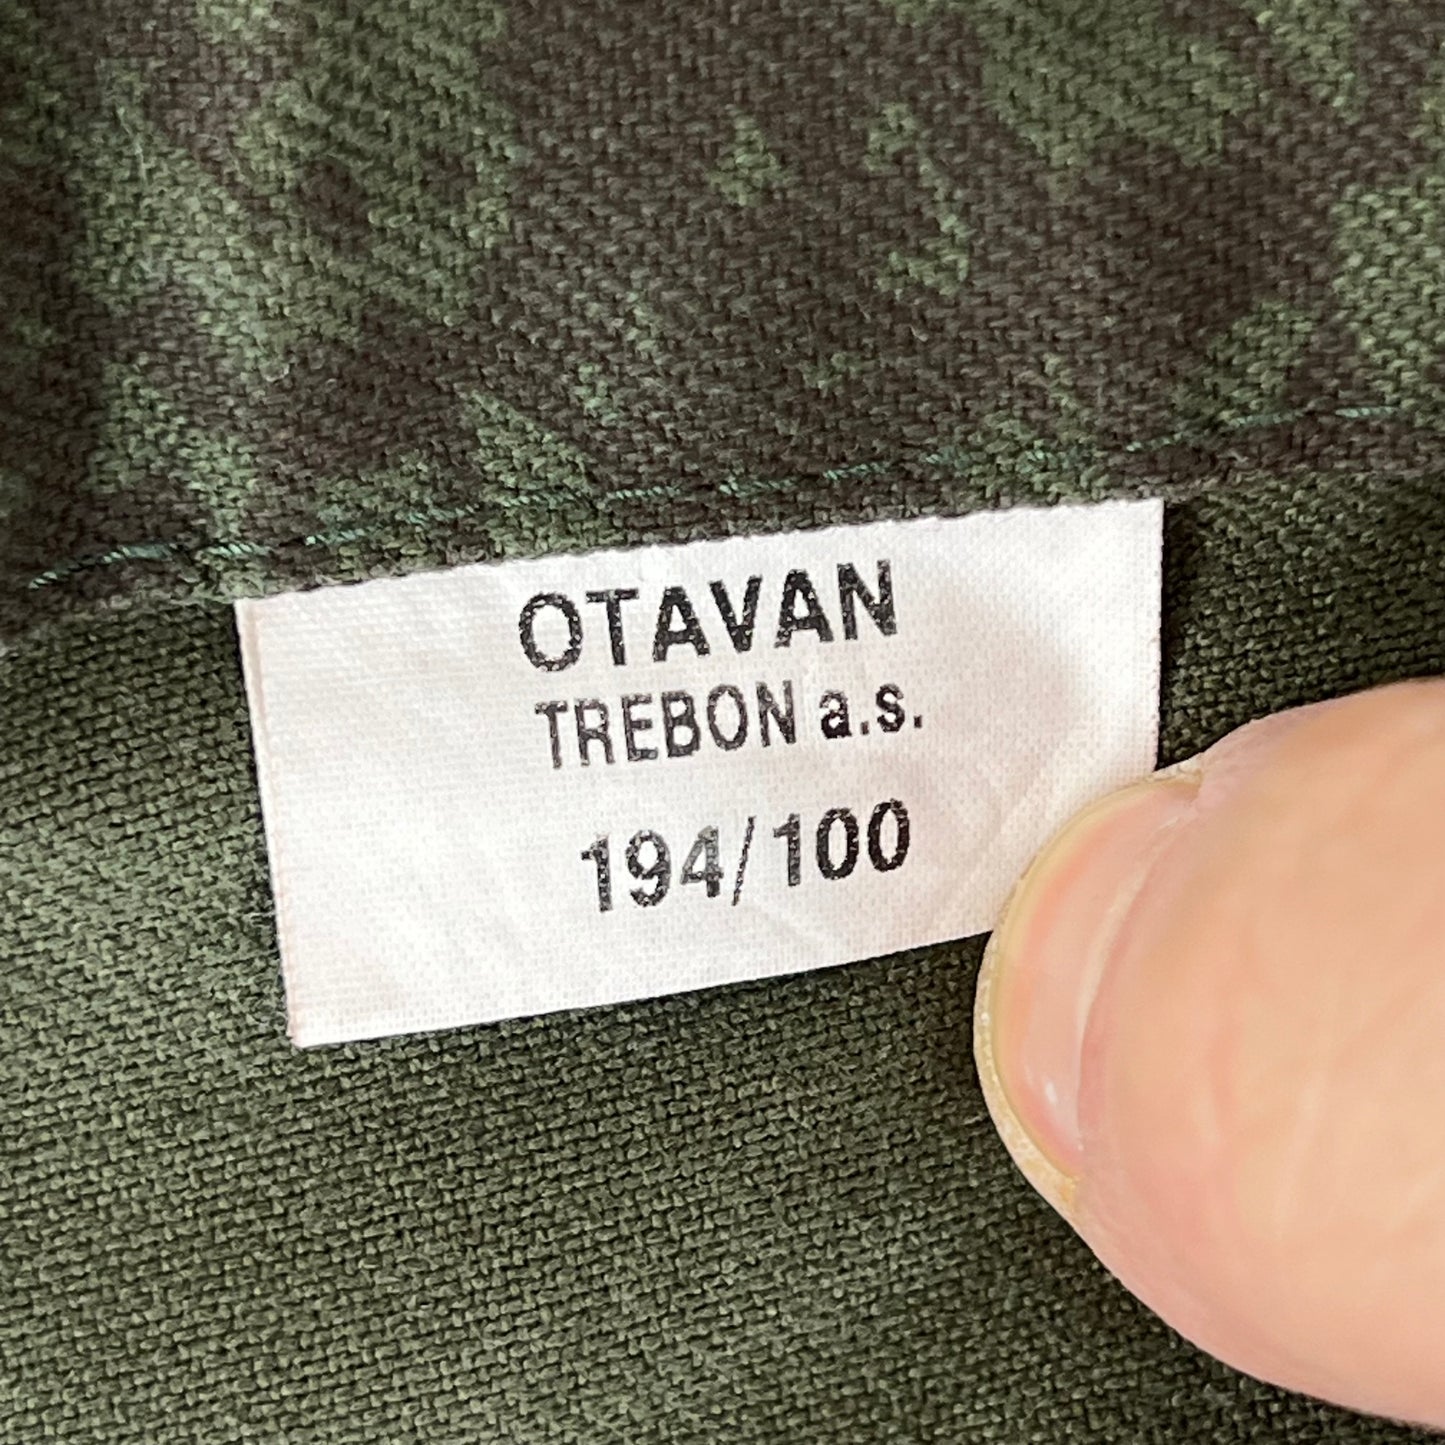 OTAVAN
TREBON a.s.
194/100